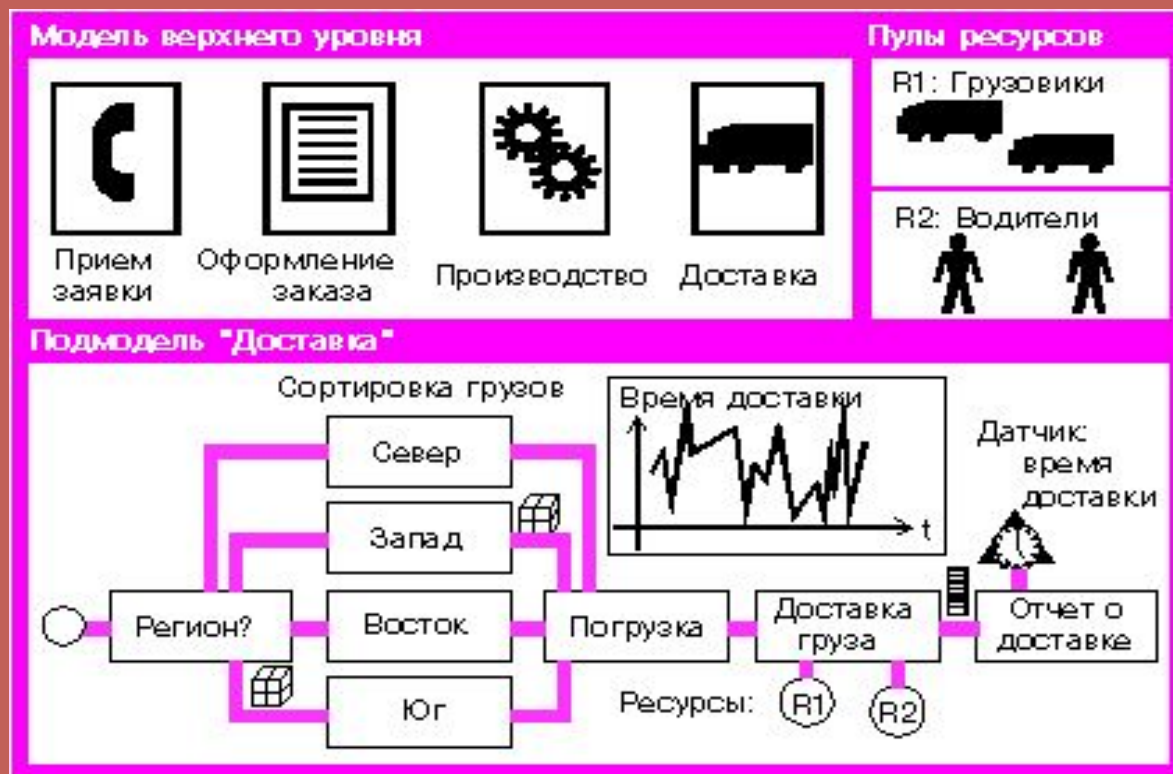 Модель верхнего уровня
Пулы ресурсов
R1: Грузовики
R2: Водители
Прием
заявки
Оформление
заказа
Производство
Доставка
Подмодель "Доставка"
Сортировка грузов
Время доставки
t
Датчик:
время
доставки
Север
Запад
Регион?
Восток
Погрузка
Доставка
груза
Отчет о
доставке
Юг
Ресурсы:
R1
R2